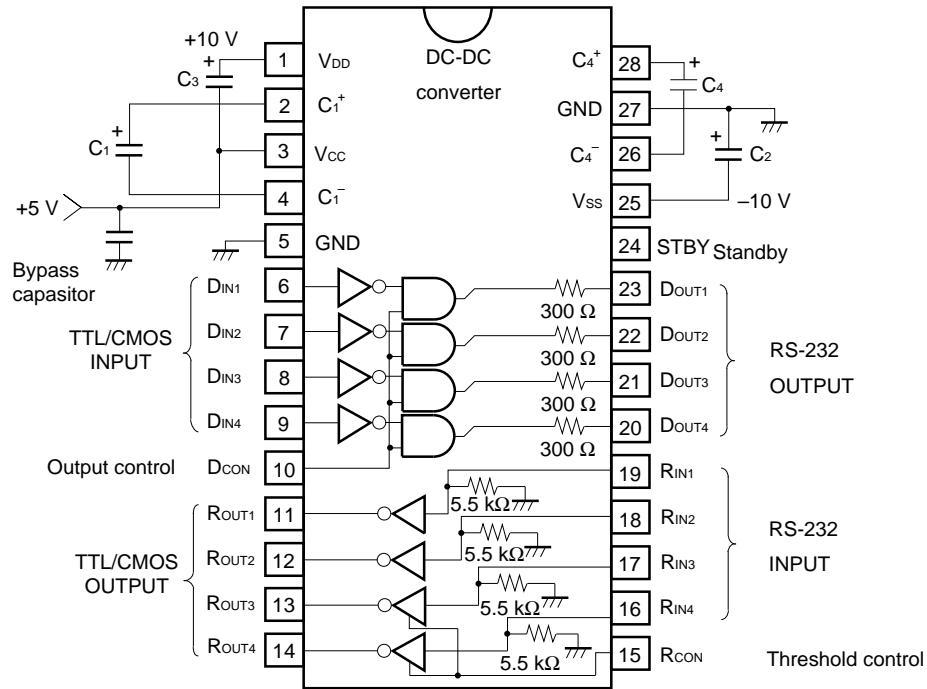 +10 V
+
C3
1
VDD
DC-DC
converter
C4+
28
+
C4
2
C1+
GND
27
+
C1
3
VCC
C4−
26
+
C2
4
C1−
VSS
25
−10 V
+5 V
5
GND
24
STBY Standby
Bypass
capasitor
DIN1
6
23
DOUT1
300 Ω
TTL/CMOS
INPUT
DIN2
7
22
DOUT2
300 Ω
RS-232
OUTPUT
DIN3
8
21
DOUT3
300 Ω
DIN4
9
20
DOUT4
300 Ω
Output control
DCON
10
19
RIN1
5.5 kΩ
ROUT1
11
18
RIN2
5.5 kΩ
TTL/CMOS
OUTPUT
ROUT2
12
17
RIN3
5.5 kΩ
RS-232
INPUT
ROUT3
13
16
RIN4
5.5 kΩ
ROUT4
14
15
RCON
Threshold control